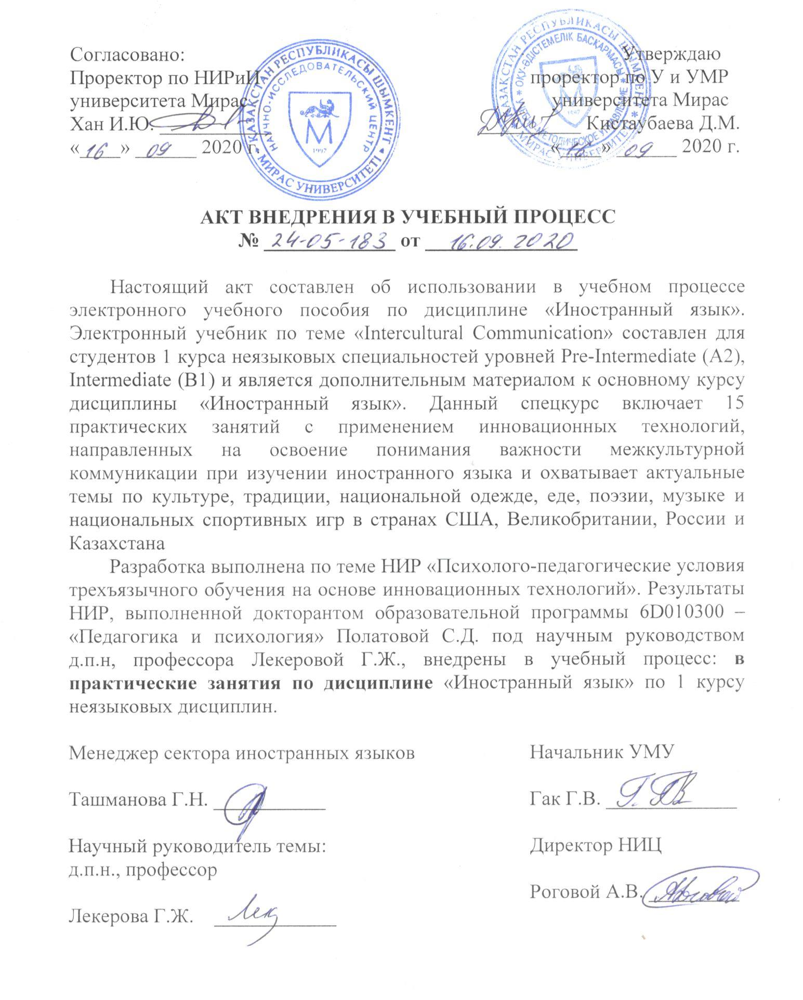 Согласовано:
Проректор по НИРиИ
университета Мирас
Хан И.Ю.
«16» 09 2020 г.
ҚАЗАҚСТАН РЕСПУБЛИКАСЫ ШЫМКЕНТ
МИРАС УНИВЕРСИТЕТІ
НАУЧНО-ИССЛЕДОВАТЕЛЬСКИЙ ЦЕНТР
М
1997
Утверждаю
проректор по У и УМР
университета Мирас
Кистаубаева Д.М.
«16» 09 2020 г.
ҚАЗАҚСТАН РЕСПУБЛИКАСЫ ШЫМКЕНТ
МИРАС УНИВЕРСИТЕТІ
ОҚУ-ӘДІСТЕМЕЛІК БАСҚАРМАСЫ
УЧЕБНО-МЕТОДИЧЕСКОЕ УПРАВЛЕНИЕ
М
1997
АКТ ВНЕДРЕНИЯ В УЧЕБНЫЙ ПРОЦЕСС
№ 24-05-183 от 16.09.2020
Настоящий акт составлен об использовании в учебном процессе
электронного учебного пособия по дисциплине «Иностранный язык».
Электронный учебник по теме «Intercultural Communication» составлен для
студентов 1 курса неязыковых специальностей уровней Pre-Intermediate (A2),
Intermediate (B1) и является дополнительным материалом к основному курсу
дисциплины «Иностранный язык». Данный спецкурс включает 15
практических занятий с применением инновационных технологий,
направленных на освоение понимания важности межкультурной
коммуникации при изучении иностранного языка и охватывает актуальные
темы по культуре, традиции, национальной одежде, еде, поэзии, музыке и
национальных спортивных игр в странах США, Великобритании, России и
Казахстана
Разработка выполнена по теме НИР «Психолого-педагогические условия
трехъязычного обучения на основе инновационных технологий». Результаты
НИР, выполненной докторантом образовательной программы 6D010300 –
«Педагогика и психология» Полатовой С.Д. под научным руководством
д.п.н, профессора Лекеровой Г.Ж., внедрены в учебный процесс: в
практические занятия по дисциплине «Иностранный язык» по 1 курсу
неязыковых дисциплин.
Менеджер сектора иностранных языков
Ташманова Г.Н.
Научный руководитель темы:
д.п.н., профессор
Лекерова Г.Ж.
Начальник УМУ
Гак Г.В.
Директор НИЦ
Роговой А.В.